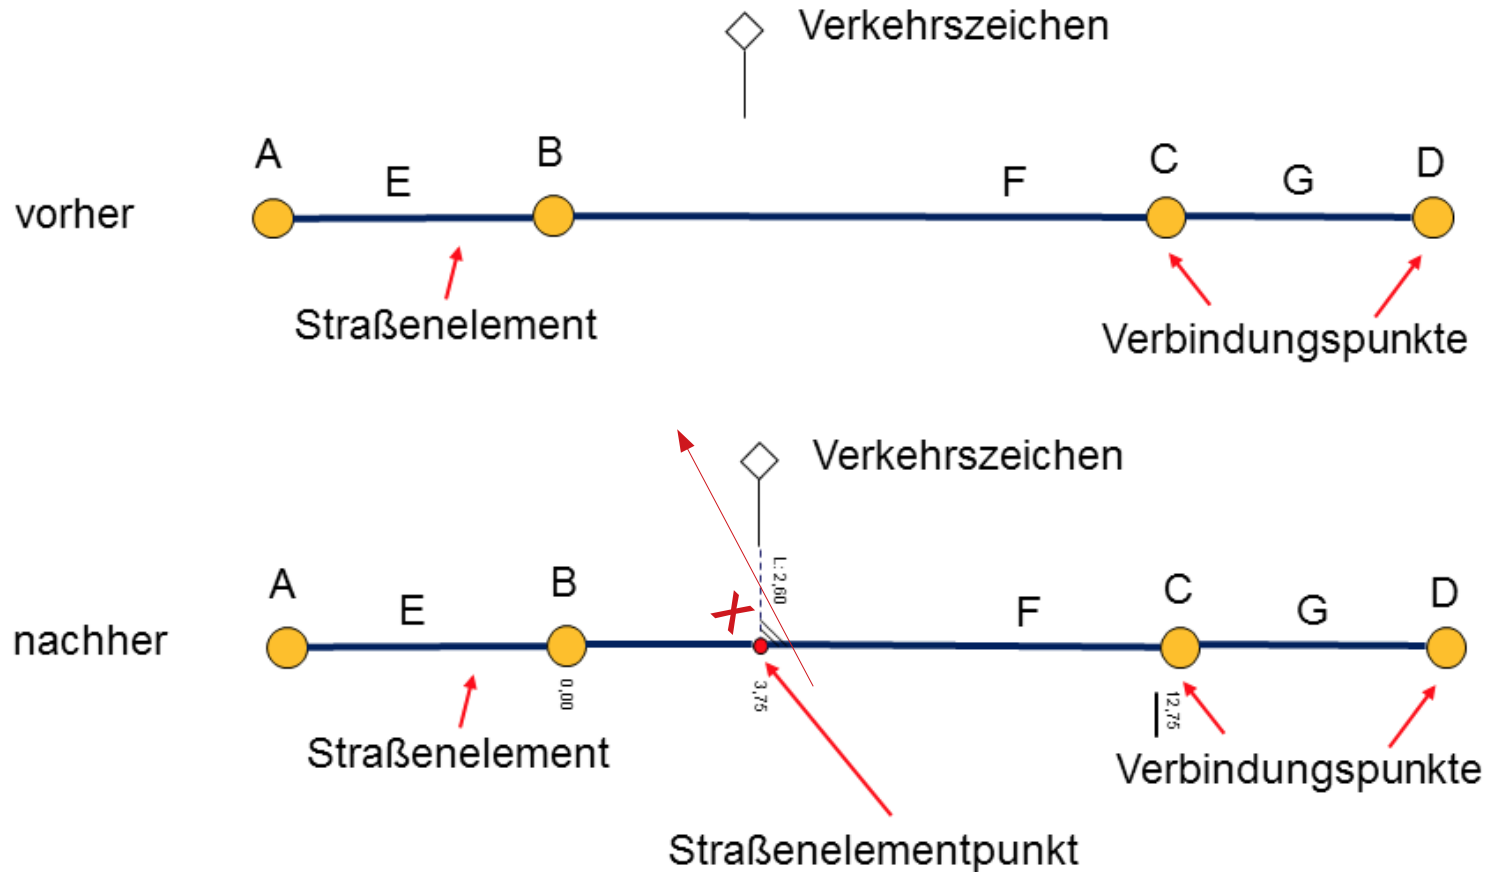 Verkehrszeichen
A
E
B
F
C
G
D
vorher
Straßenelement
Verbindungspunkte
Verkehrszeichen
L: 2,60
A
E
B
X
F
C
G
D
nachher
0,00
3,75
12,75
Straßenelement
Verbindungspunkte
Straßenelementpunkt